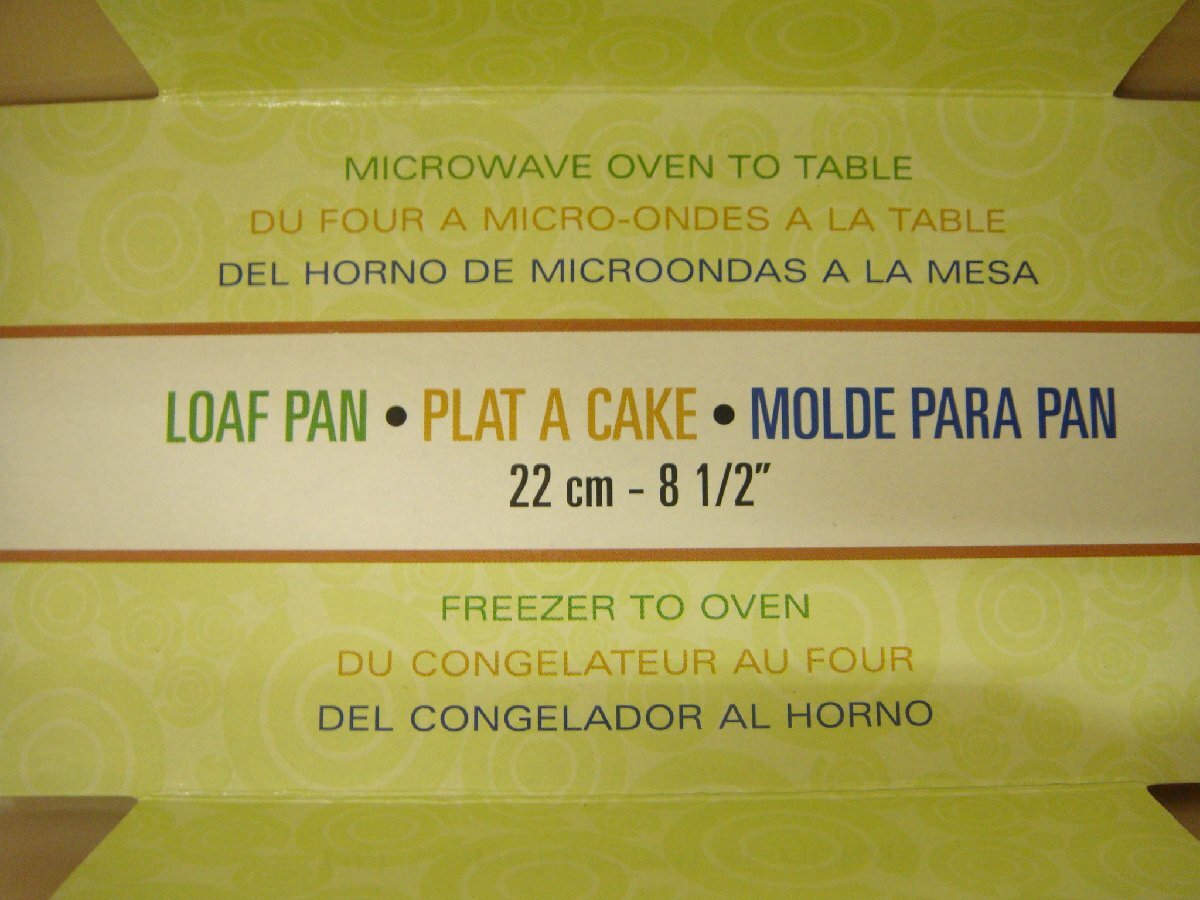 MICROWAVE OVEN TO TABLE
DU FOUR A MICRO-ONDES A LA TABLE
DEL HORNO DE MICROONDAS A LA MESA
LOAF PAN • PLAT A CAKE • MOLDE PARA PAN
22 cm - 8 1/2"
FREEZER TO OVEN
DU CONGELATEUR AU FOUR
DEL CONGELADOR AL HORNO